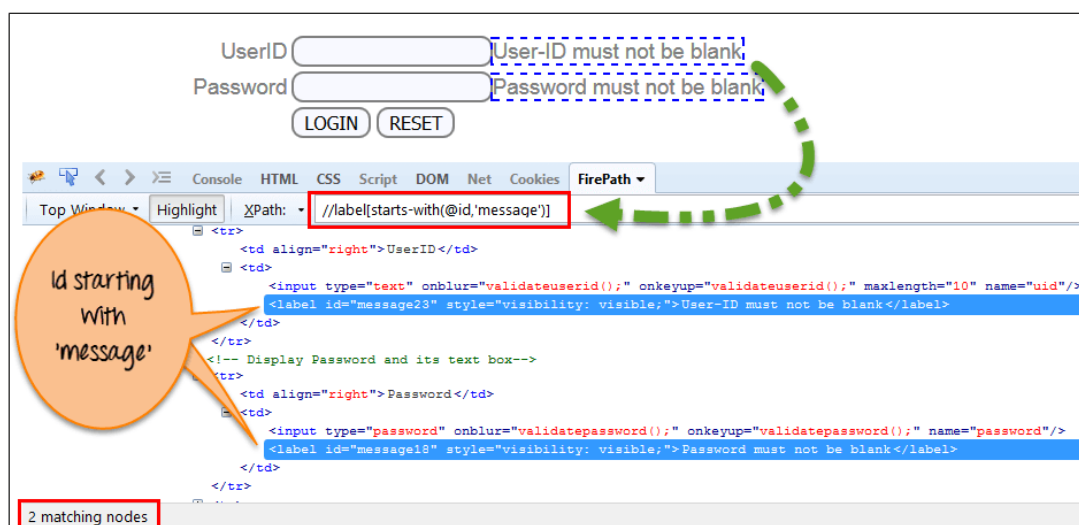 UserID User-ID must not be blank
Password Password must not be blank
LOGIN RESET
Console HTML CSS Script DOM Net Cookies FirePath
Top Window Highlight XPath: //label[starts-with(@id,'message')]
<tr>
<td align="right">UserID</td>
<td>
<input type="text" onblur="validateuserid();" onkeyup="validateuserid();" maxlength="10" name="uid"/>
<label id="message23" style="visibility: visible;">User-ID must not be blank</label>
</td>
</tr>
<!-- Display Password and its text box-->
<tr>
<td align="right">Password</td>
<td>
<input type="password" onblur="validatepassword();" onkeyup="validatepassword();" name="password"/>
<label id="message18" style="visibility: visible;">Password must not be blank</label>
</td>
</tr>
Id starting
with
'message'
2 matching nodes